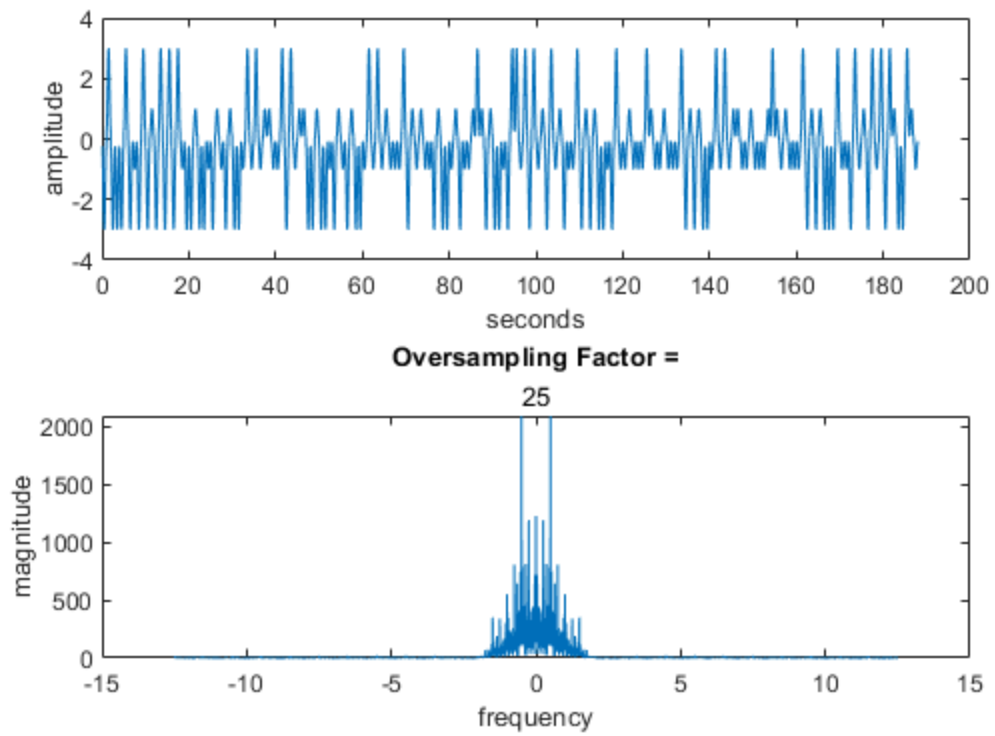 4
2
0
-2
-4
amplitude
0 20 40 60 80 100 120 140 160 180 200
seconds
Oversampling Factor =
25
2000
1500
1000
500
0
magnitude
-15 -10 -5 0 5 10 15
frequency